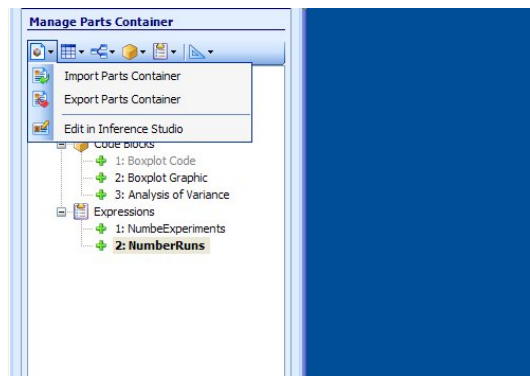 Manage Parts Container
Import Parts Container
Export Parts Container
Edit in Inference Studio
Code Blocks
1: Boxplot Code
2: Boxplot Graphic
3: Analysis of Variance
Expressions
1: NumbeExperiments
2: NumberRuns